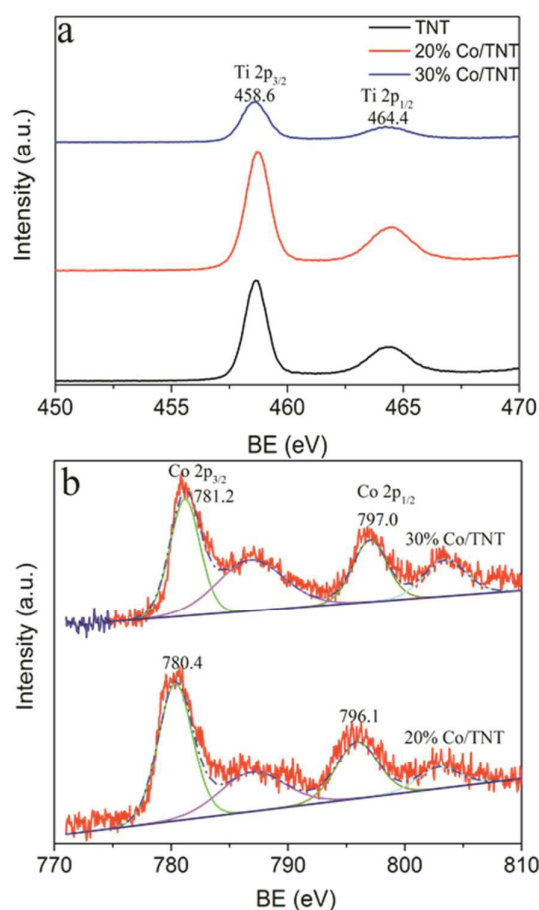 a
TNT
20% Co/TNT
30% Co/TNT
Ti 2p3/2
458.6
Ti 2p1/2
464.4
Intensity (a.u.)
450 455 460 465 470
BE (eV)
b
Co 2p3/2
781.2
Co 2p1/2
797.0
30% Co/TNT
780.4
796.1
20% Co/TNT
Intensity (a.u.)
770 780 790 800 810
BE (eV)